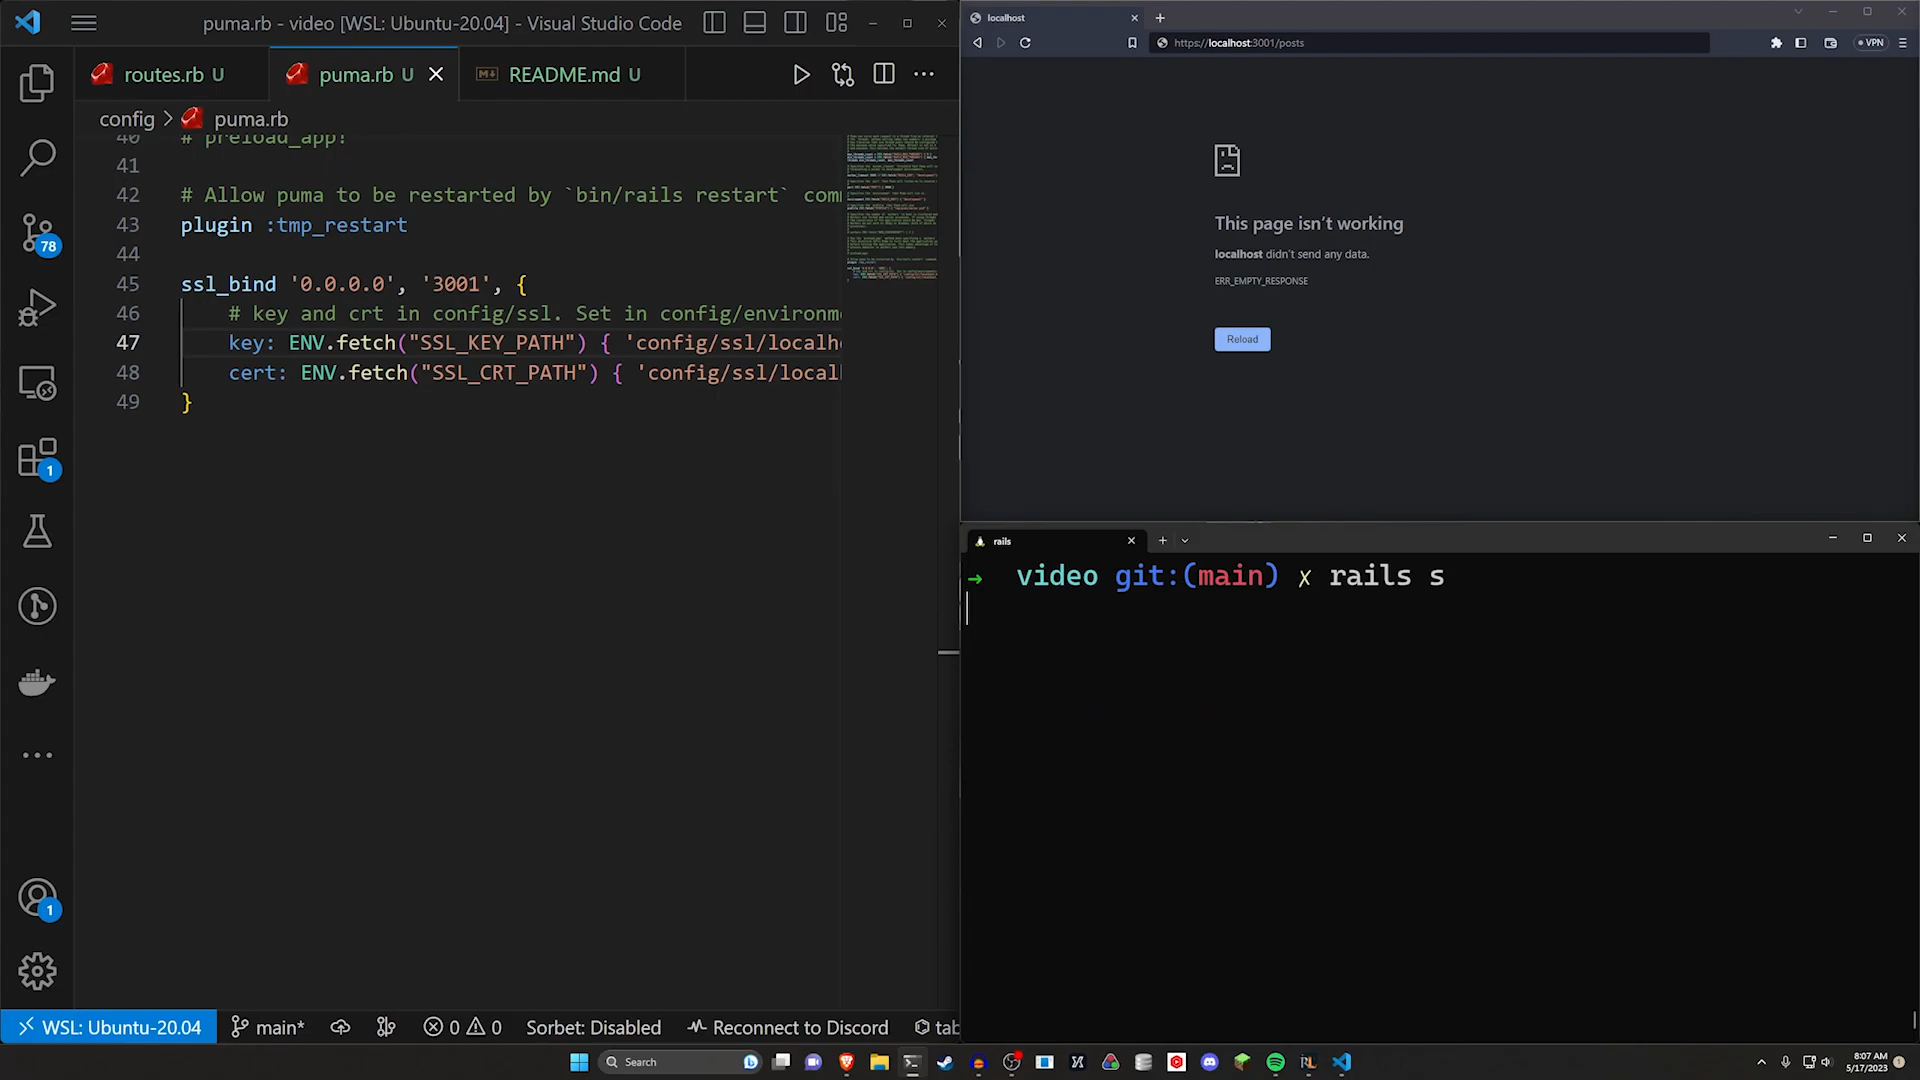 puma.rb - video [WSL: Ubuntu-20.04] - Visual Studio Code
routes.rb U
puma.rb U
README.md U
config > puma.rb
40 # preload_app!
41
42 # Allow puma to be restarted by `bin/rails restart` com
43 plugin :tmp_restart
44
45 ssl_bind '0.0.0.0', '3001', {
46 # key and crt in config/ssl. Set in config/environm
47 key: ENV.fetch("SSL_KEY_PATH") { 'config/ssl/localh
48 cert: ENV.fetch("SSL_CRT_PATH") { 'config/ssl/local
49 }
78
1
1
WSL: Ubuntu-20.04
main*
0
0
Sorbet: Disabled
Reconnect to Discord
tab
localhost
https://localhost:3001/posts
VPN
This page isn't working
localhost didn't send any data.
ERR_EMPTY_RESPONSE
Reload
rails
→ video git:(main) ✗ rails s
Search
8:07 AM
5/17/2023